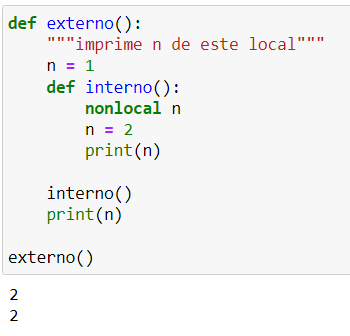 def externo():
    """imprime n de este local"""
    n = 1
    def interno():
        nonlocal n
        n = 2
        print(n)

    interno()
    print(n)

externo()
2
2